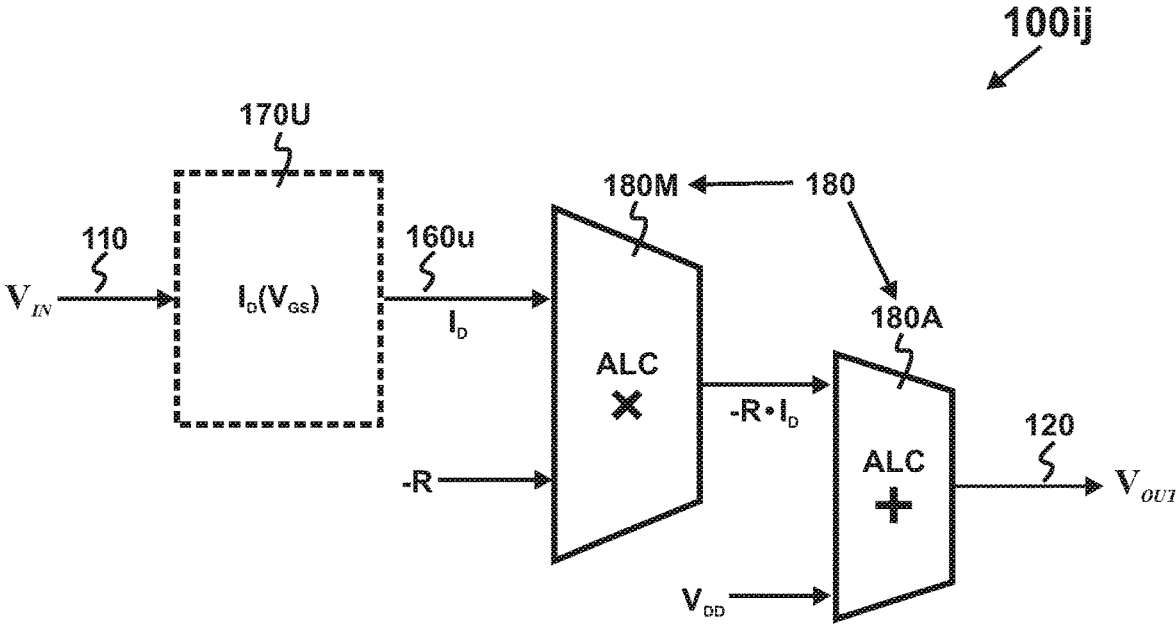 100ij
170U
180M
180
110
160u
V_IN
I_D(V_GS)
I_D
180A
ALC
×
-R·I_D
120
-R
ALC
+
V_OUT
V_DD